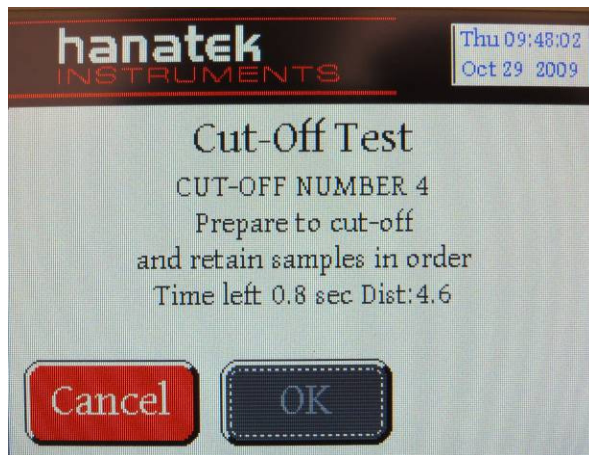 hanatek
INSTRUMENTS
Thu 09:48:02
Oct 29 2009
Cut-Off Test
CUT-OFF NUMBER 4
Prepare to cut-off
and retain samples in order
Time left 0.8 sec Dist:4.6
Cancel
OK